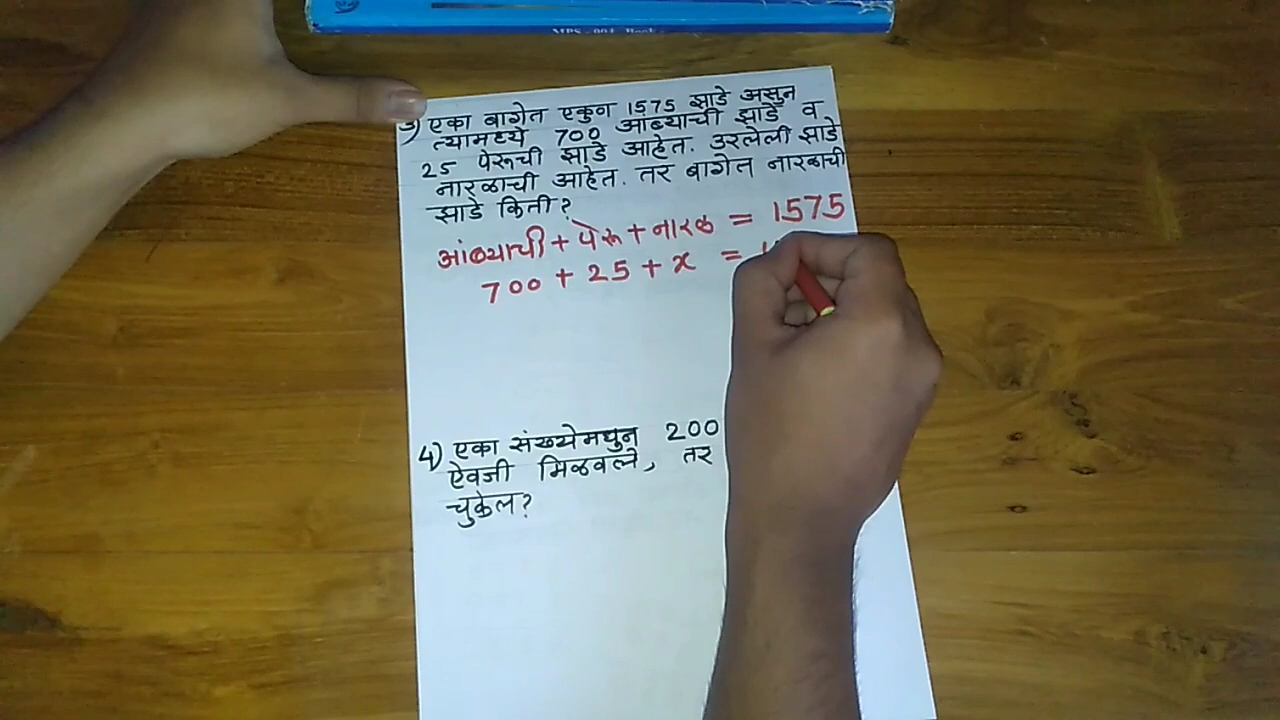 3) एका बागेत एकुण 1575 झाडे असुन
त्यामध्ये 700 आंब्याची झाडे व
25 पेरूची झाडे आहेत. उरलेली झाडे
नारळाची आहेत. तर बागेत नारळाची
झाडे किती?
आंब्याची + पेरू + नारळ = 1575
700 + 25 + x =
4) एका संख्येमधुन 200
ऐवजी मिळवले, तर
चुकेल?